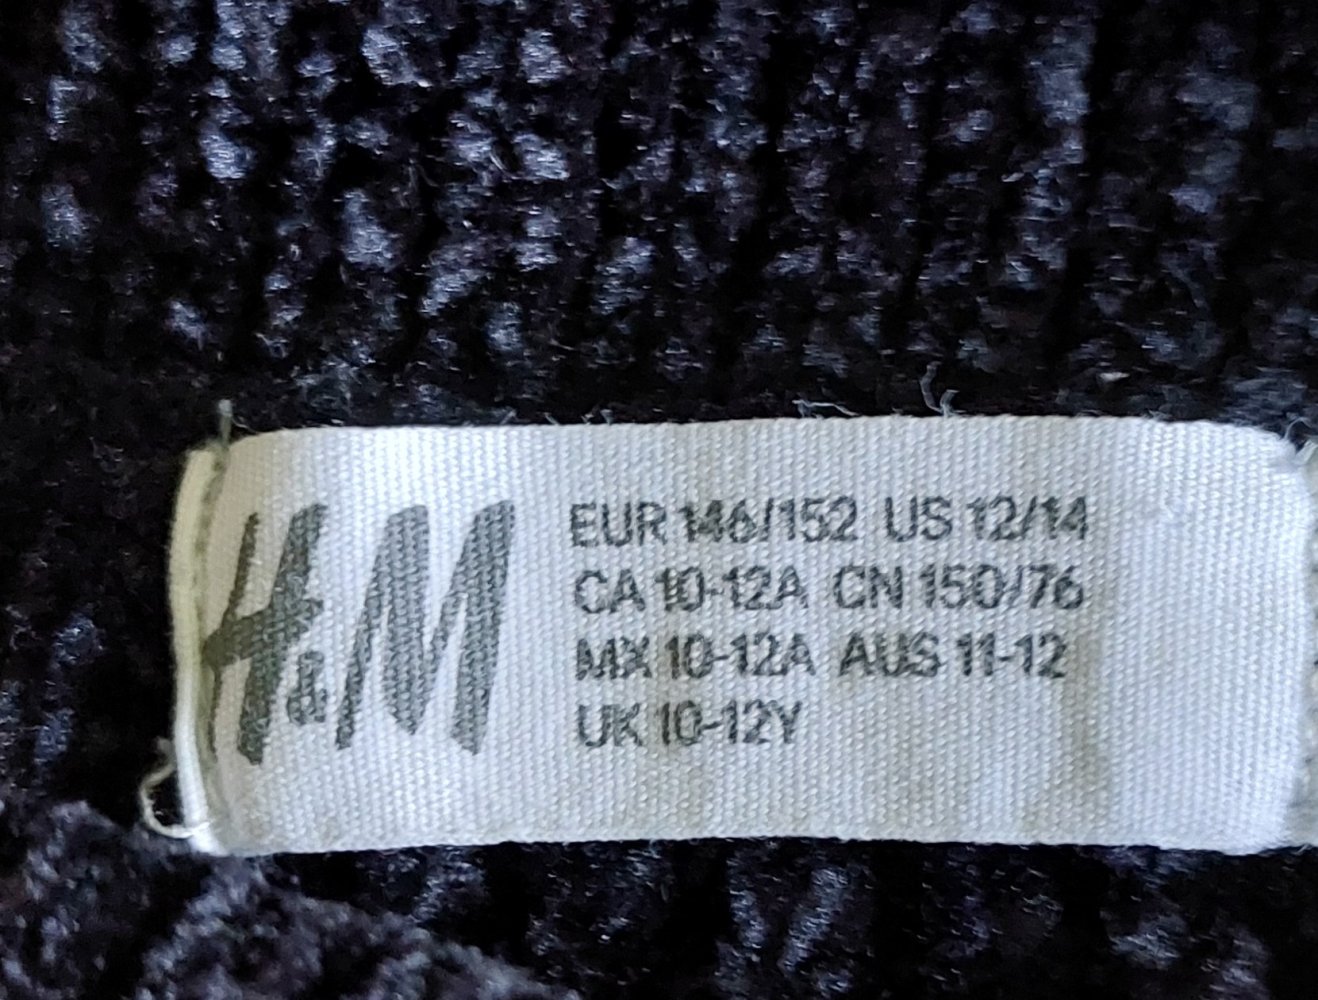 H&M
EUR 146/152 US 12/14
CA 10-12A CN 150/76
MX 10-12A AUS 11-12
UK 10-12Y